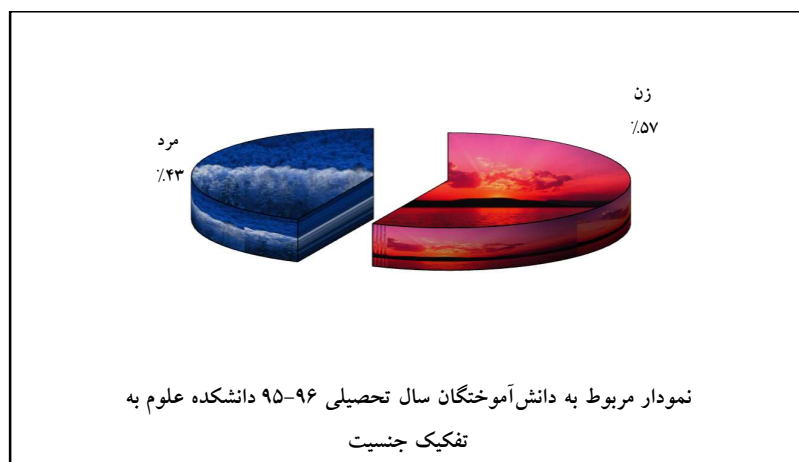 زن
٪۵۷
مرد
٪۴۳
نمودار مربوط به دانش‌آموختگان سال تحصیلی ۹۶-۹۵ دانشکده علوم به
تفکیک جنسیت